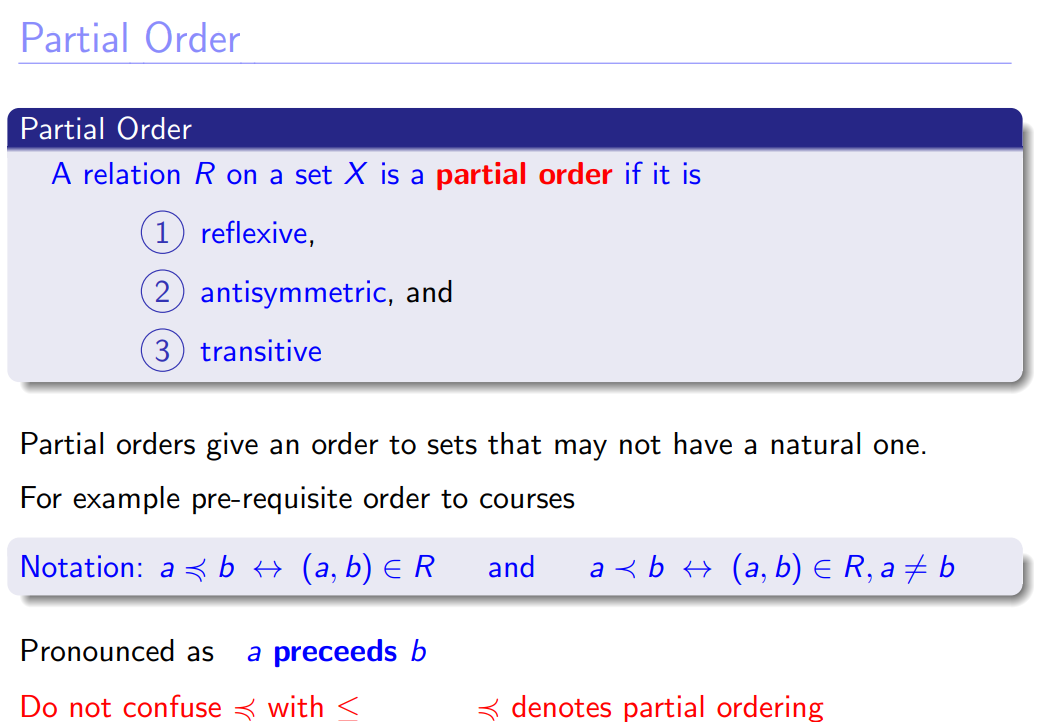 Partial Order
Partial Order
A relation R on a set X is a partial order if it is
1 reflexive,
2 antisymmetric, and
3 transitive
Partial orders give an order to sets that may not have a natural one.
For example pre-requisite order to courses
Notation: a ≼ b ↔ (a, b) ∈ R and a ≺ b ↔ (a, b) ∈ R, a ≠ b
Pronounced as a preceeds b
Do not confuse ≼ with ≤ ≼ denotes partial ordering